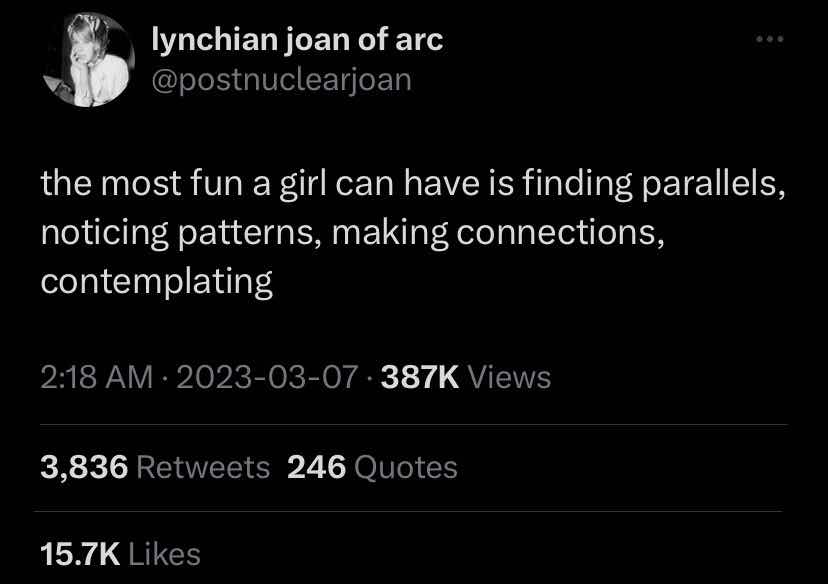 lynchian joan of arc
@postnuclearjoan
the most fun a girl can have is finding parallels,
noticing patterns, making connections,
contemplating
2:18 AM · 2023-03-07 · 387K Views
3,836 Retweets 246 Quotes
15.7K Likes